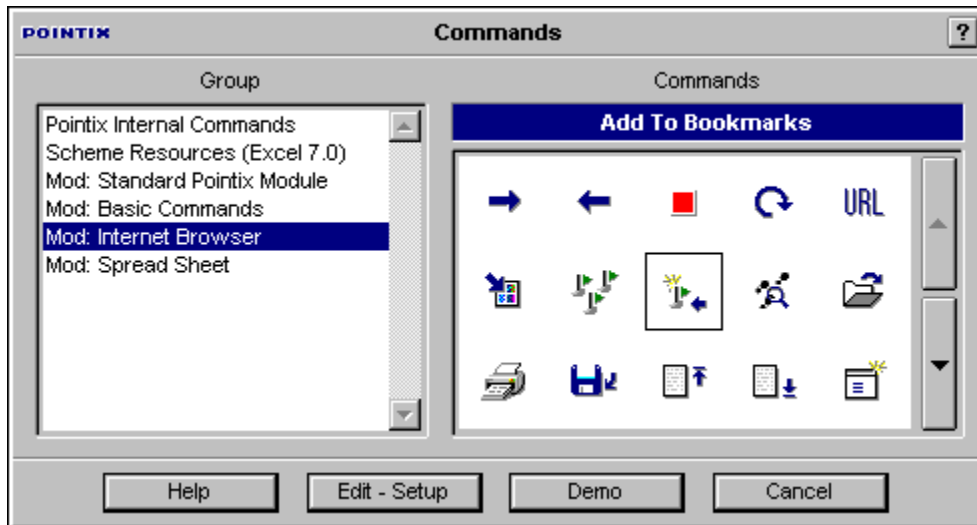 POINTIX
Commands
?
Group
Commands
Pointix Internal Commands
Scheme Resources (Excel 7.0)
Mod: Standard Pointix Module
Mod: Basic Commands
Mod: Internet Browser
Mod: Spread Sheet
Add To Bookmarks
URL
Help
Edit - Setup
Demo
Cancel